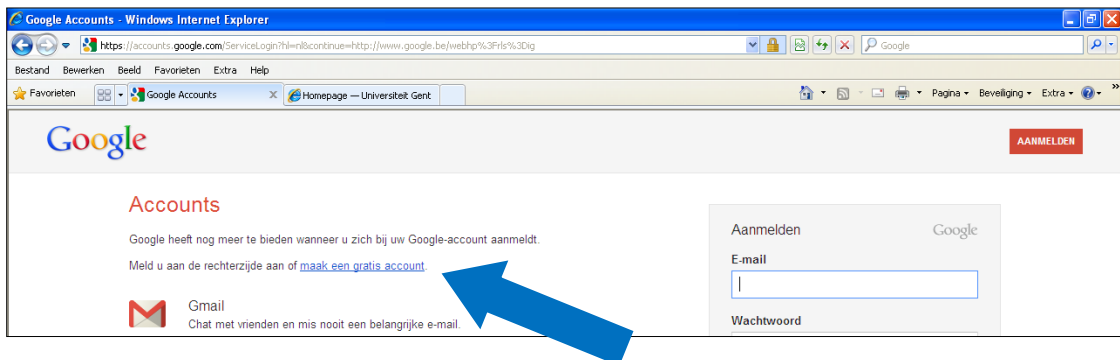 Google Accounts - Windows Internet Explorer
https://accounts.google.com/ServiceLogin?hl=nl&continue=http://www.google.be/webhp%3Frls%3Dig
Google
Bestand Bewerken Beeld Favorieten Extra Help
Favorieten Google Accounts X Homepage — Universiteit Gent Pagina Beveiliging Extra »
Google AANMELDEN
Accounts
Google heeft nog meer te bieden wanneer u zich bij uw Google-account aanmeldt.
Meld u aan de rechterzijde aan of maak een gratis account.
Gmail
Chat met vrienden en mis nooit een belangrijke e-mail.
Aanmelden Google
E-mail
Wachtwoord